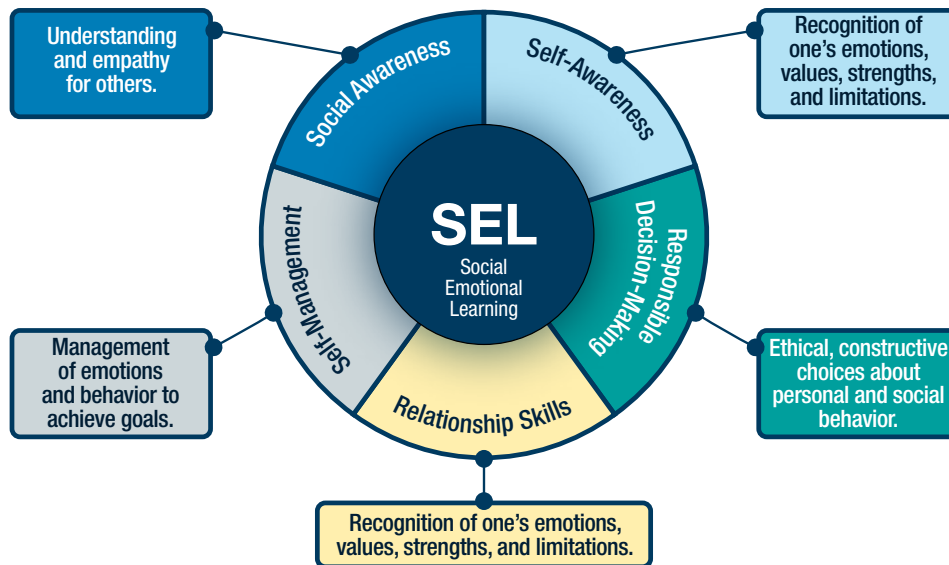 Understanding
and empathy
for others.
Social Awareness
Self-Awareness
Recognition of
one’s emotions,
values, strengths,
and limitations.
SEL
Social
Emotional
Learning
Self-Management
Responsible
Decision-Making
Management
of emotions
and behavior to
achieve goals.
Ethical, constructive
choices about
personal and social
behavior.
Relationship Skills
Recognition of one’s emotions,
values, strengths, and limitations.